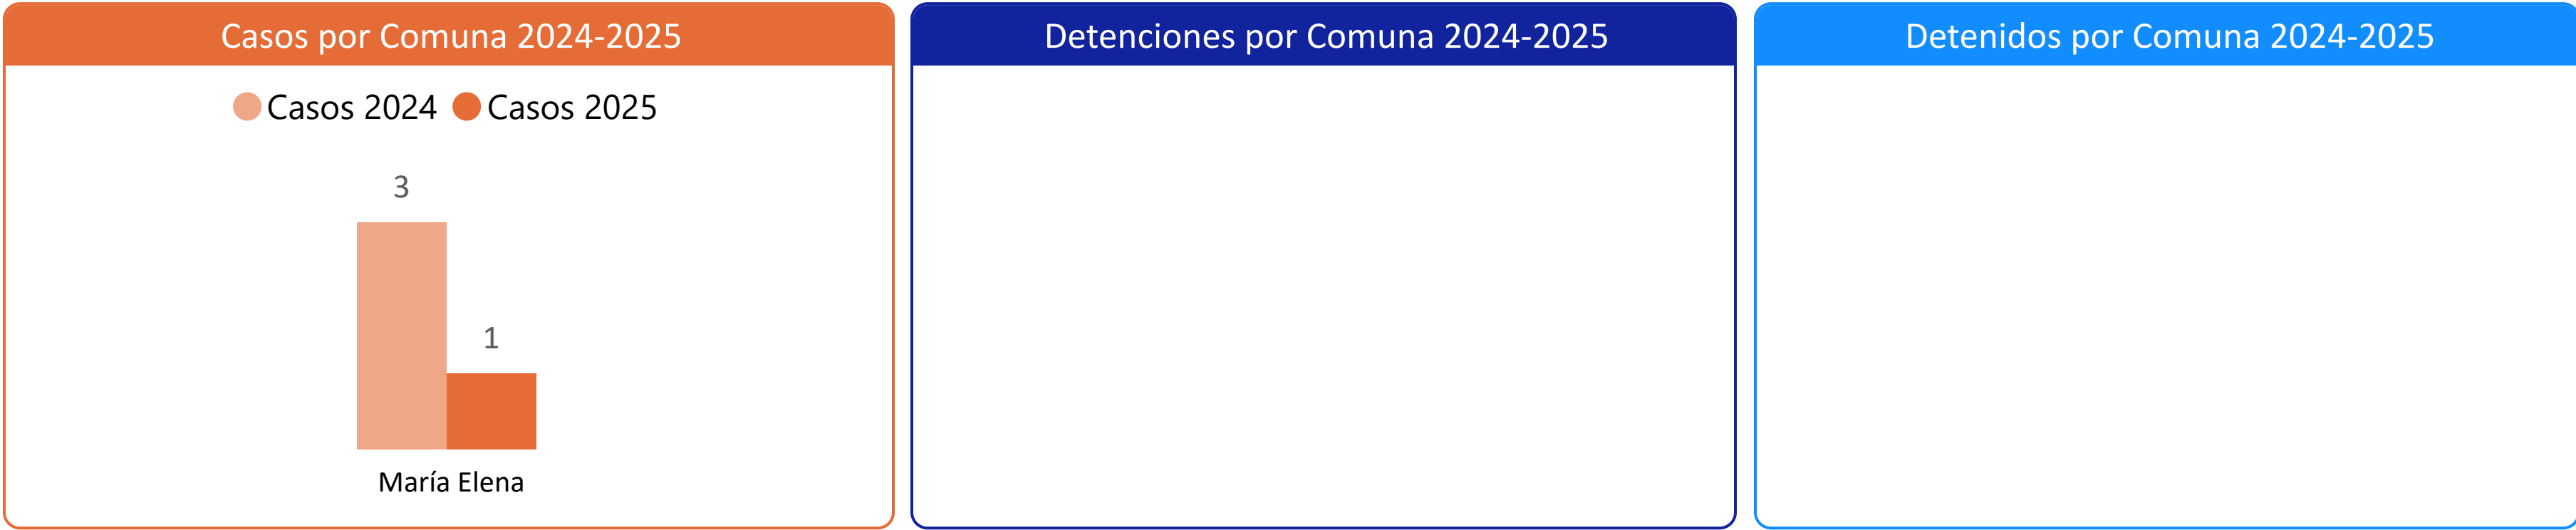 Casos por Comuna 2024-2025
Casos 2024 Casos 2025
3
1
María Elena
Detenciones por Comuna 2024-2025
Detenidos por Comuna 2024-2025